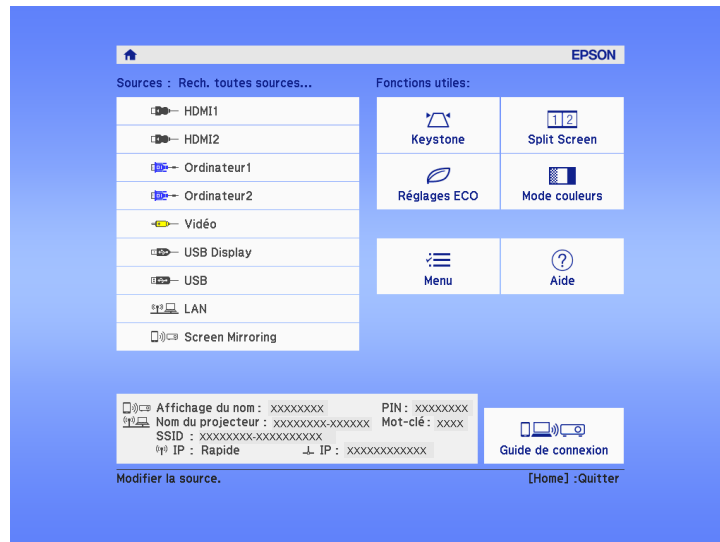 EPSON
Sources : Rech. toutes sources...
Fonctions utiles:
HDMI1
HDMI2
Ordinateur1
Ordinateur2
Vidéo
USB Display
USB
LAN
Screen Mirroring
Keystone
1 2
Split Screen
Réglages ECO
Mode couleurs
Menu
?
Aide
Affichage du nom : XXXXXXXX PIN : XXXXXXXX
Nom du projecteur : XXXXXXXX-XXXXXX Mot-clé : XXXX
SSID : XXXXXXXX-XXXXXXXXXX
IP : Rapide IP : XXXXXXXXXXXX
Guide de connexion
Modifier la source.
[Home] :Quitter